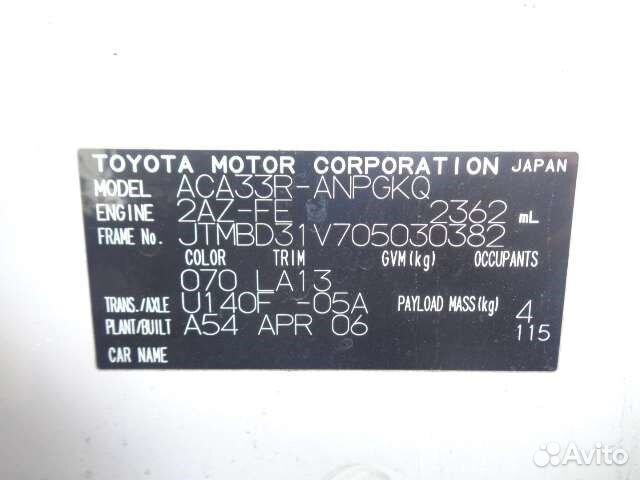 TOYOTA MOTOR CORPORATION JAPAN
MODEL ACA33R-ANPGKQ
ENGINE 2AZ-FE 2362 mL
FRAME No. JTMBD31V705030382
COLOR TRIM GVM(kg) OCCUPANTS
070 LA13
TRANS./AXLE U140F -05A PAYLOAD MASS(kg) 4
PLANT/BUILT A54 APR 06 115
CAR NAME
Avito